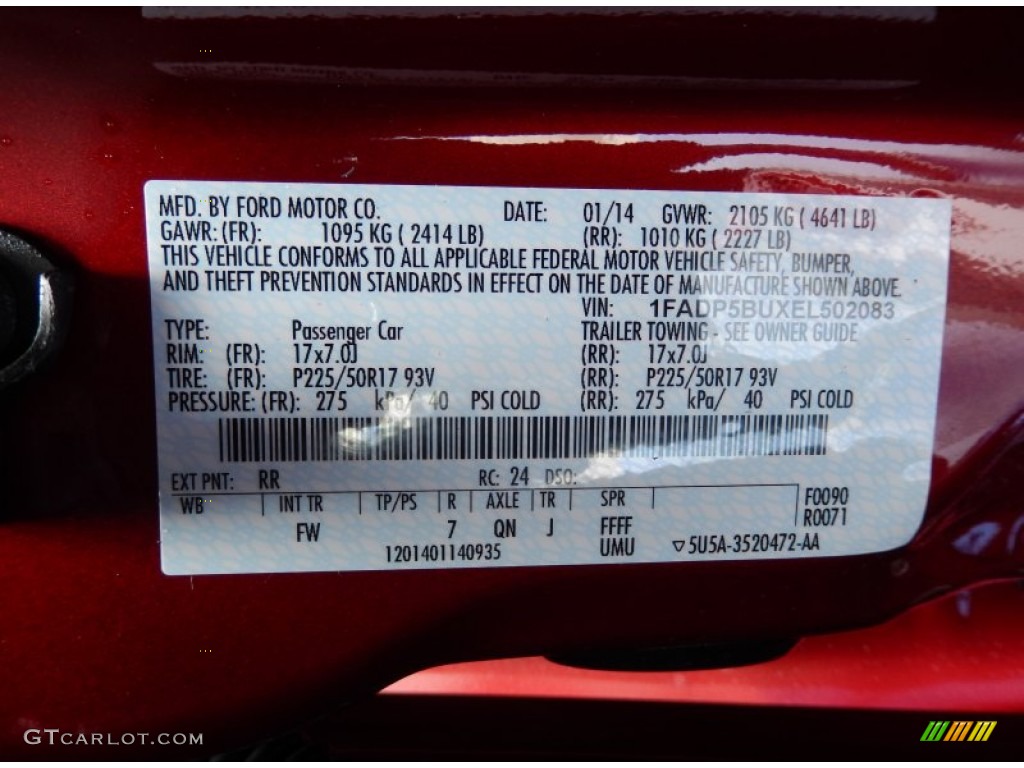 MFD. BY FORD MOTOR CO. DATE: 01/14 GVWR: 2105 KG ( 4641 LB)
GAWR: (FR): 1095 KG ( 2414 LB) (RR): 1010 KG ( 2227 LB)
THIS VEHICLE CONFORMS TO ALL APPLICABLE FEDERAL MOTOR VEHICLE SAFETY, BUMPER,
AND THEFT PREVENTION STANDARDS IN EFFECT ON THE DATE OF MANUFACTURE SHOWN ABOVE.
VIN: 1FADP5BUXEL502083
TYPE: Passenger Car TRAILER TOWING - SEE OWNER GUIDE
RIM: (FR): 17x7.0J (RR): 17x7.0J
TIRE: (FR): P225/50R17 93V (RR): P225/50R17 93V
PRESSURE: (FR): 275 kPa/ 40 PSI COLD (RR): 275 kPa/ 40 PSI COLD
EXT PNT: RR RC: 24 DSO:
WB INT TR TP/PS R AXLE TR SPR F0090
FW 7 QN J FFFF R0071
1201401140935 UMU ▽5U5A-3520472-AA
GTCARLOT.COM